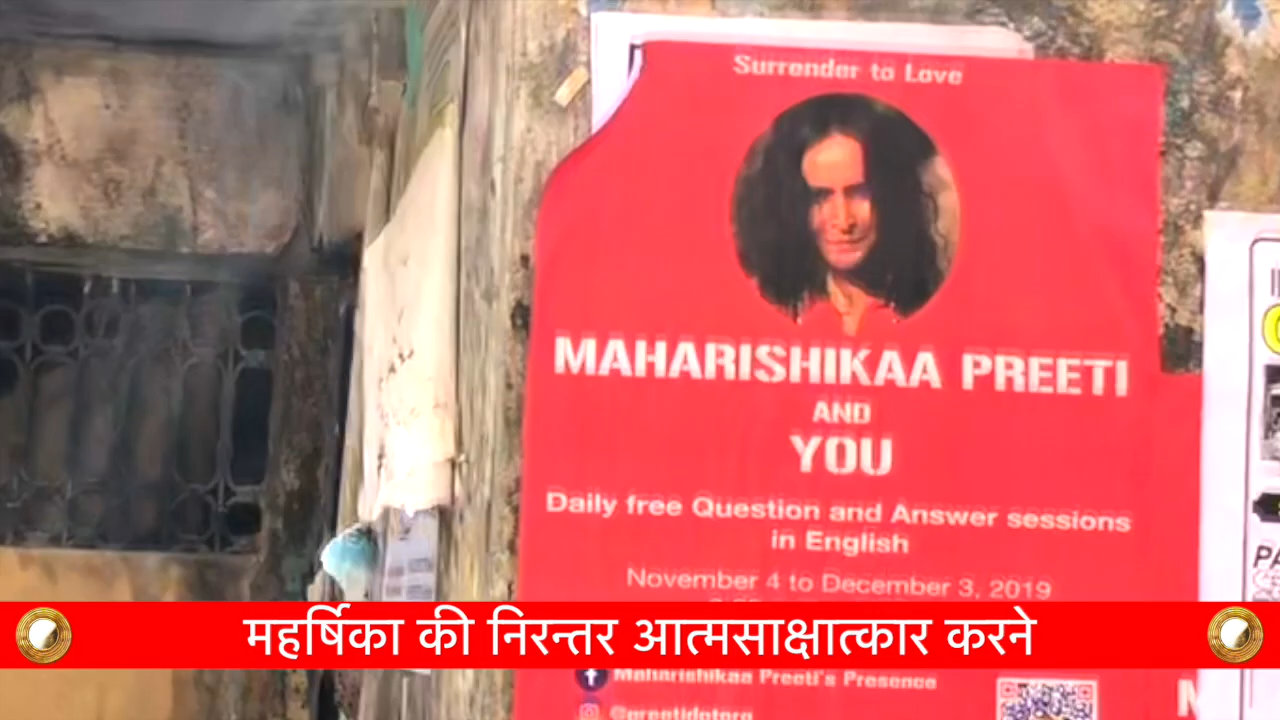 Surrender to Love
MAHARISHIKAA PREETI
AND
YOU
Daily free Question and Answer sessions
in English
November 4 to December 3, 2019
महर्षिका की निरन्तर आत्मसाक्षात्कार करने
Maharishikaa Preeti's Presence
@preetidotorg